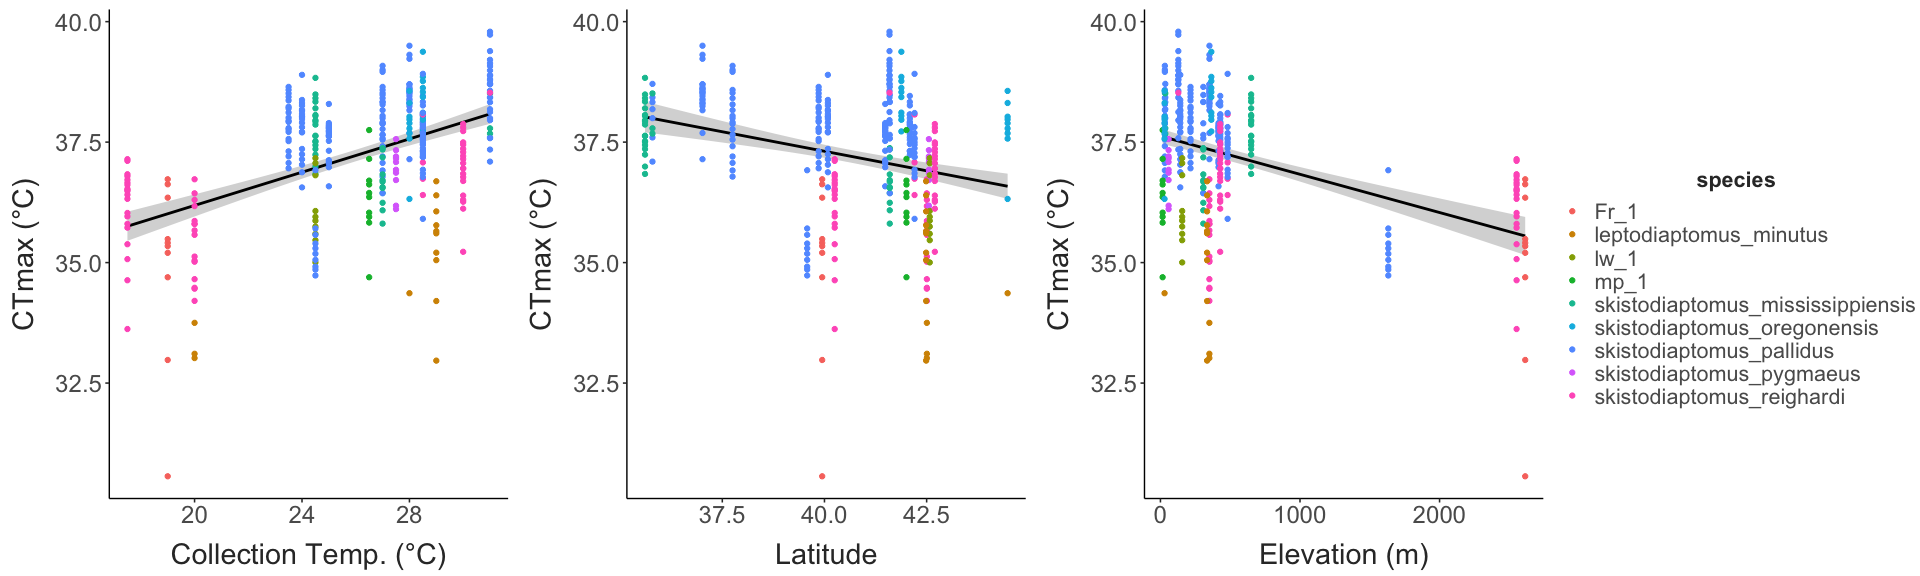 40.0
37.5
35.0
32.5
CTmax (°C)
20
24
28
Collection Temp. (°C)
40.0
37.5
35.0
32.5
CTmax (°C)
37.5
40.0
42.5
Latitude
40.0
37.5
35.0
32.5
CTmax (°C)
0
1000
2000
Elevation (m)
species
Fr_1
leptodiaptomus_minutus
lw_1
mp_1
skistodiaptomus_mississippiensis
skistodiaptomus_oregonensis
skistodiaptomus_pallidus
skistodiaptomus_pygmaeus
skistodiaptomus_reighardi